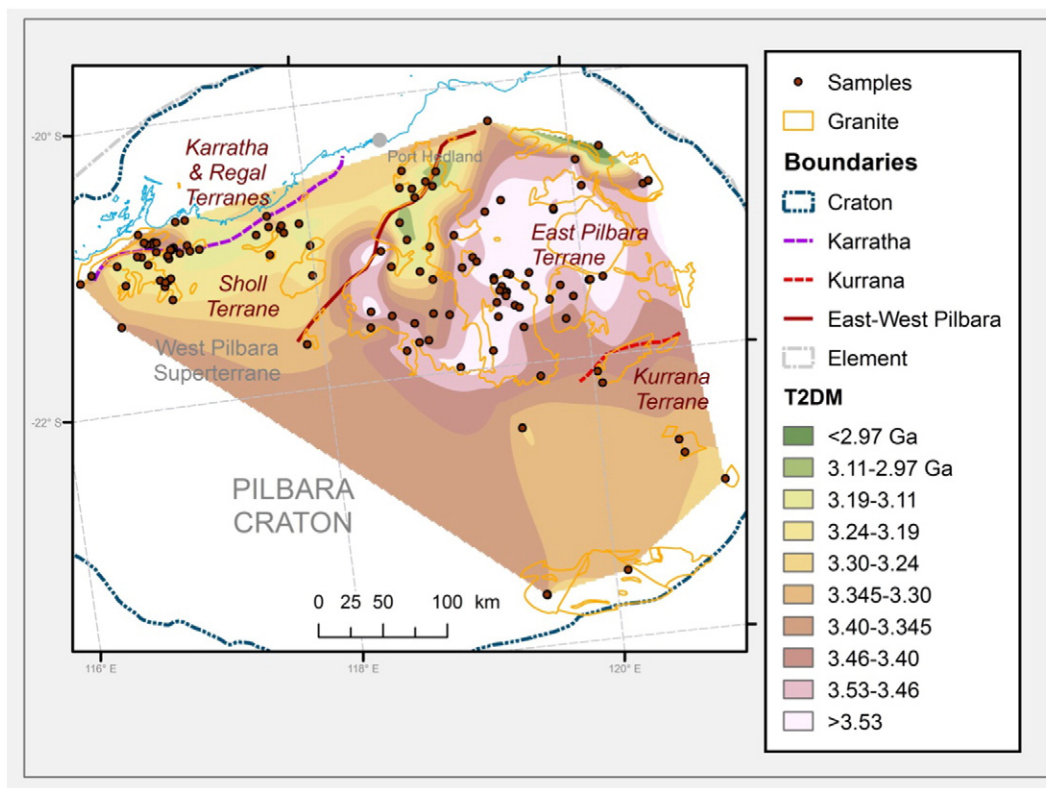 -20° S
-22° S
Karratha
& Regal
Terranes
Port Hedland
East Pilbara
Terrane
Sholl
Terrane
West Pilbara
Superterrane
Kurrana
Terrane
PILBARA
CRATON
0 25 50 100 km
116° E
118° E
120° E
Samples
Granite
Boundaries
Craton
Karratha
Kurrana
East-West Pilbara
Element
T2DM
<2.97 Ga
3.11-2.97 Ga
3.19-3.11
3.24-3.19
3.30-3.24
3.345-3.30
3.40-3.345
3.46-3.40
3.53-3.46
>3.53